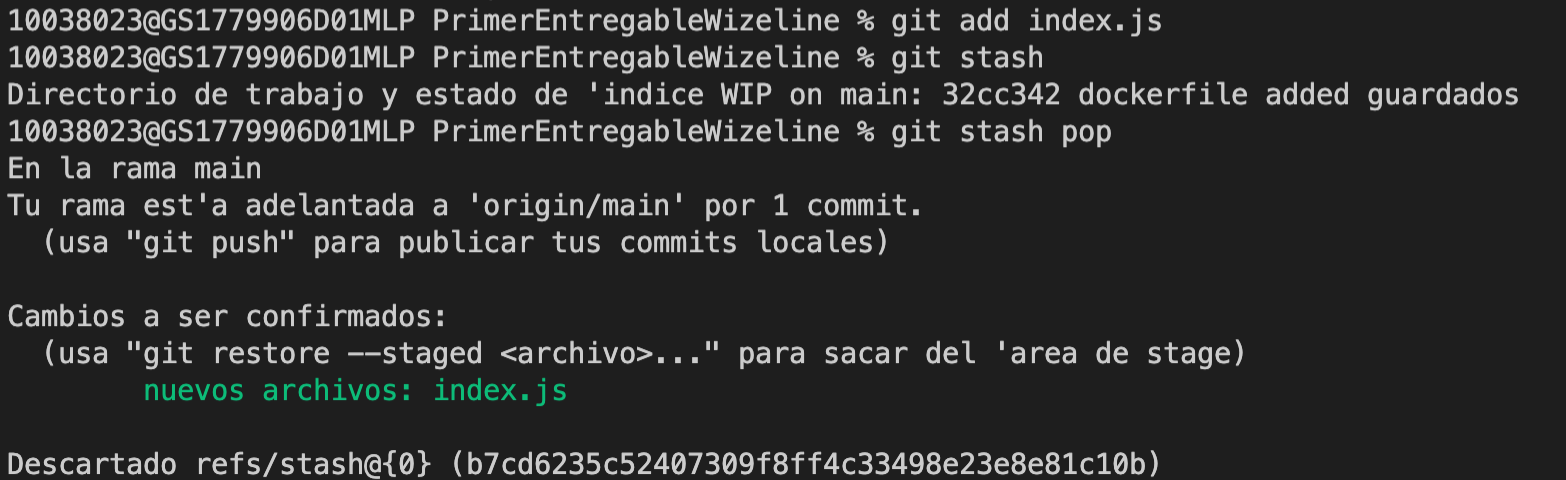 10038023@GS1779906D01MLP PrimerEntregableWizeline % git add index.js
10038023@GS1779906D01MLP PrimerEntregableWizeline % git stash
Directorio de trabajo y estado de 'indice WIP on main: 32cc342 dockerfile added guardados
10038023@GS1779906D01MLP PrimerEntregableWizeline % git stash pop
En la rama main
Tu rama est'a adelantada a 'origin/main' por 1 commit.
  (usa "git push" para publicar tus commits locales)

Cambios a ser confirmados:
  (usa "git restore --staged <archivo>..." para sacar del 'area de stage)
        nuevos archivos: index.js

Descartado refs/stash@{0} (b7cd6235c52407309f8ff4c33498e23e8e81c10b)